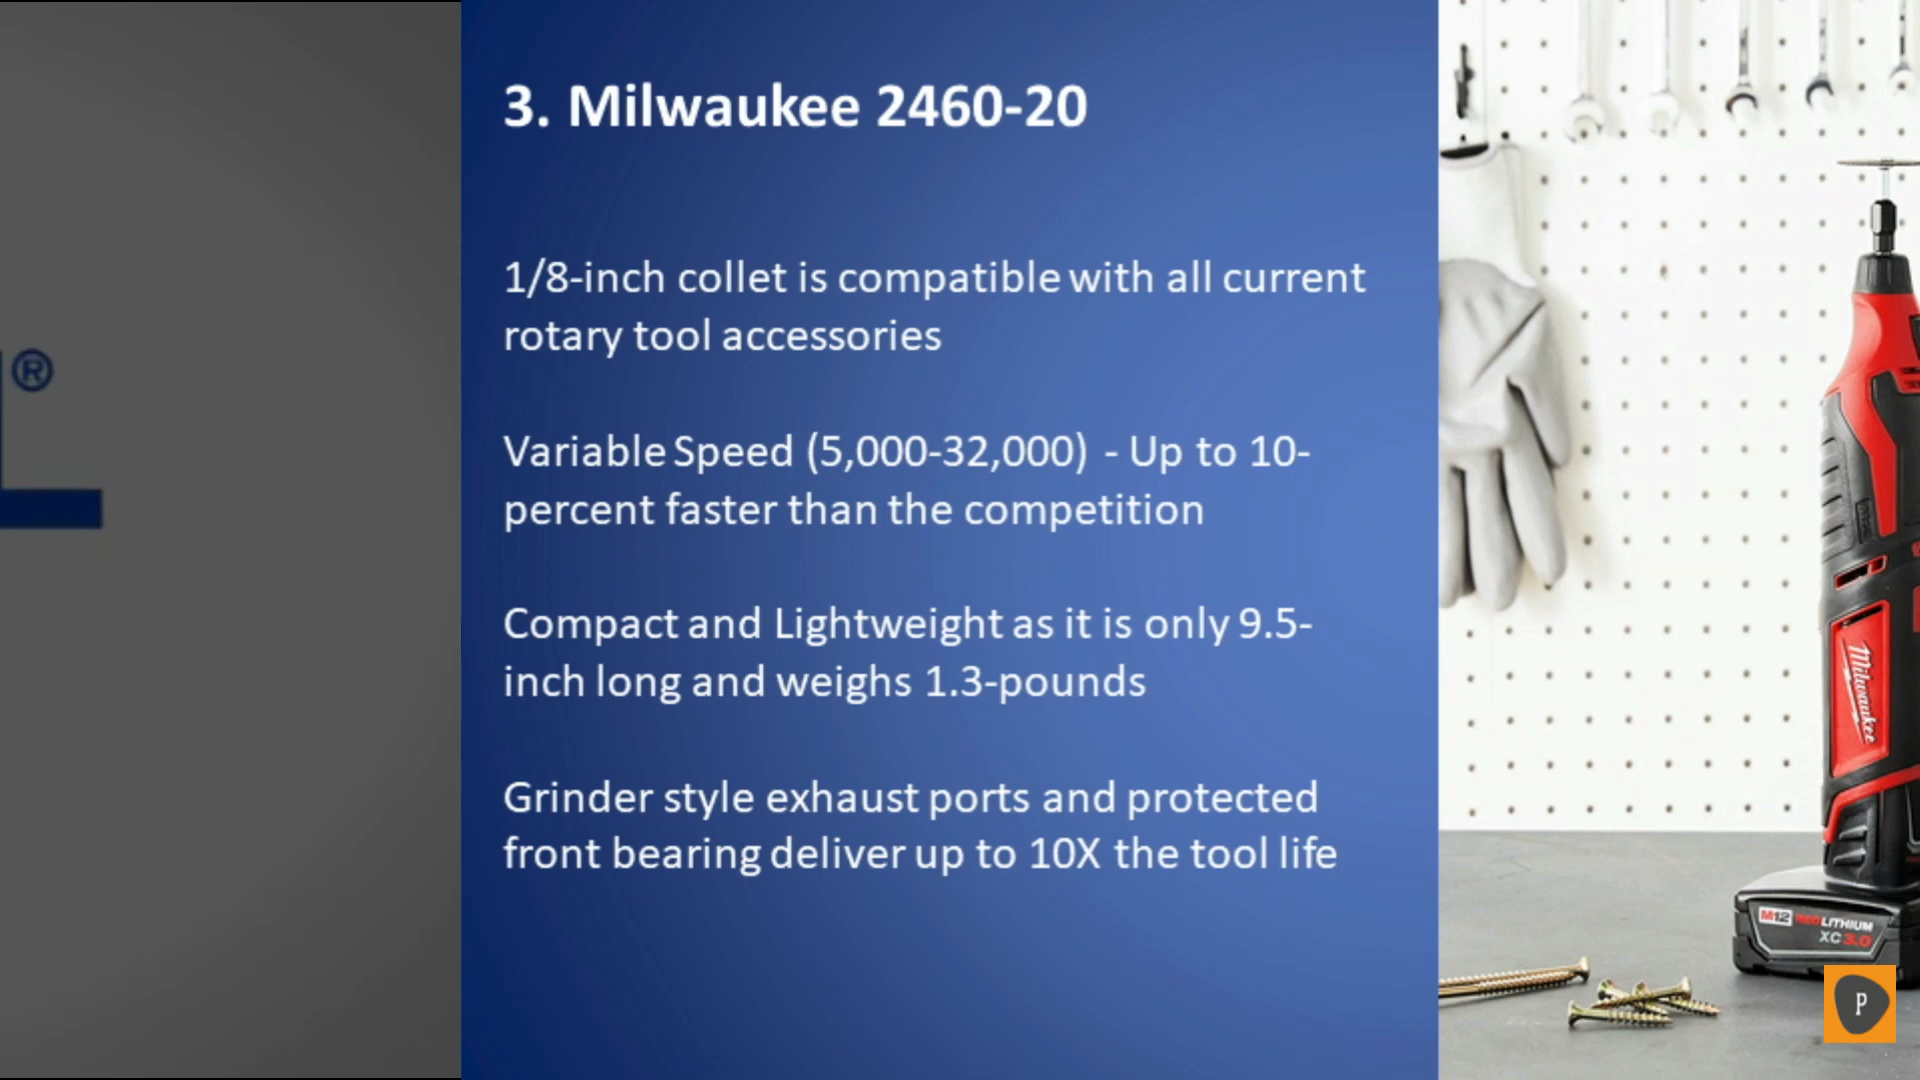 3. Milwaukee 2460-20
1/8-inch collet is compatible with all current
rotary tool accessories
Variable Speed (5,000-32,000) - Up to 10-
percent faster than the competition
Compact and Lightweight as it is only 9.5-
inch long and weighs 1.3-pounds
Grinder style exhaust ports and protected
front bearing deliver up to 10X the tool life
®
Milwaukee
M12 REDLITHIUM
XC 3.0
P